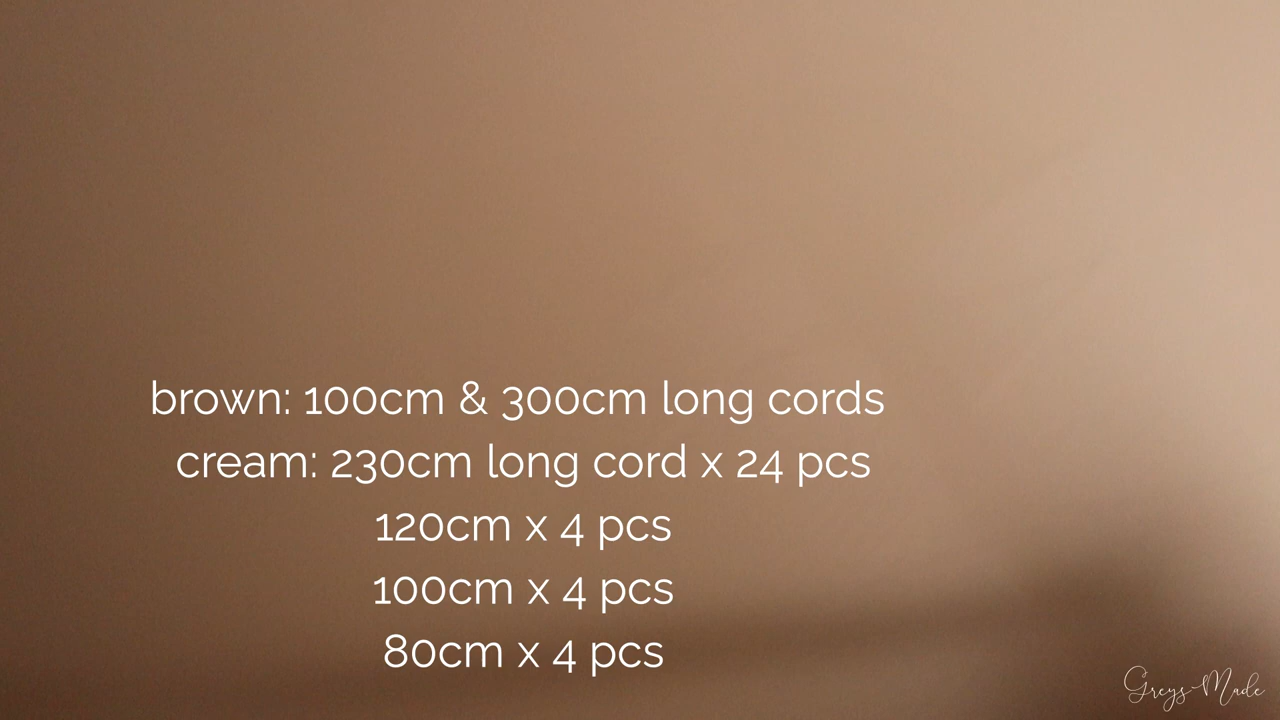 brown: 100cm & 300cm long cords
cream: 230cm long cord x 24 pcs
120cm x 4 pcs
100cm x 4 pcs
80cm x 4 pcs
Greys Made